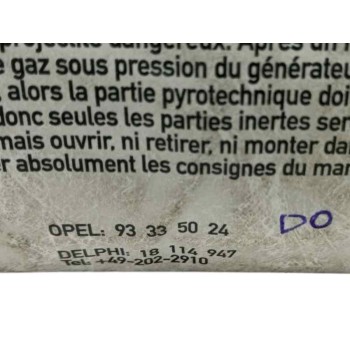 projectile dangereux. Après un
e gaz sous pression du générateu
, alors la partie pyrotechnique doi
donc seules les parties inertes ser
mais ouvrir, ni retirer, ni monter da
er absolument les consignes du mar
OPEL: 93 33 50 24 DO
DELPHI: 18 114 947
Tel: +49-202-2910